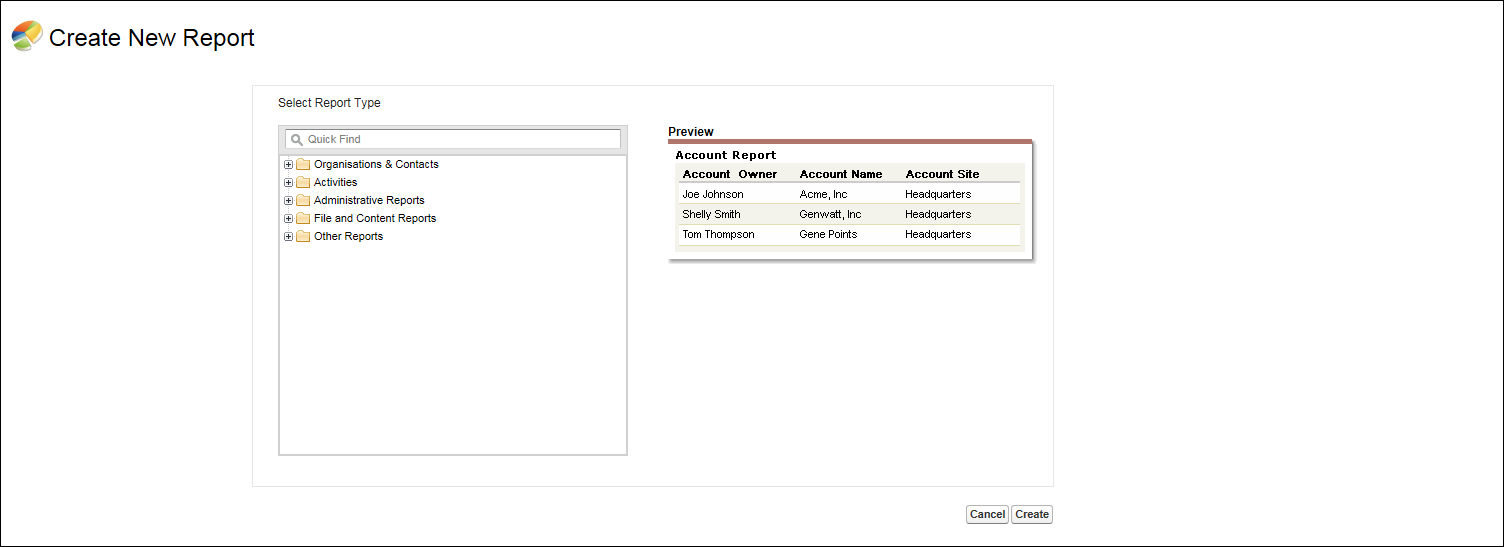 Create New Report
Select Report Type
Quick Find
Organisations & Contacts
Activities
Administrative Reports
File and Content Reports
Other Reports
Preview
Account Report
Account Owner Account Name Account Site
Joe Johnson Acme, Inc Headquarters
Shelly Smith Genwatt, Inc Headquarters
Tom Thompson Gene Points Headquarters
Cancel Create